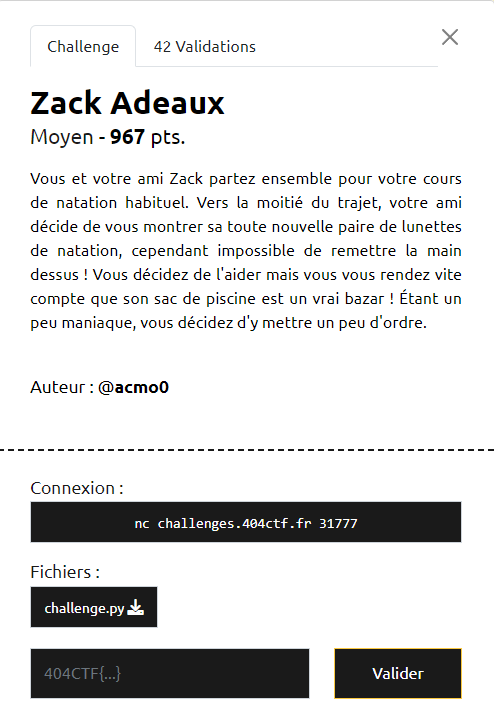 Challenge
42 Validations
Zack Adeaux
Moyen - 967 pts.
Vous et votre ami Zack partez ensemble pour votre cours
de natation habituel. Vers la moitié du trajet, votre ami
décide de vous montrer sa toute nouvelle paire de lunettes
de natation, cependant impossible de remettre la main
dessus ! Vous décidez de l'aider mais vous vous rendez vite
compte que son sac de piscine est un vrai bazar ! Étant un
peu maniaque, vous décidez d'y mettre un peu d'ordre.
Auteur : @acmo0
Connexion :
nc challenges.404ctf.fr 31777
Fichiers :
challenge.py
404CTF{...}
Valider